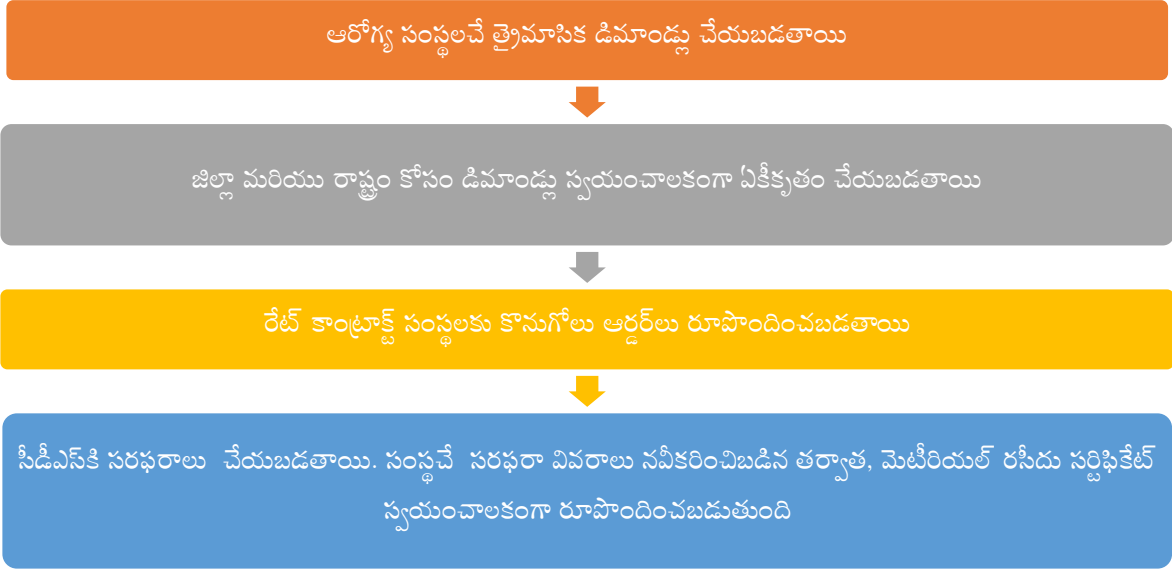 ఆరోగ్య సంస్థలచే త్రైమాసిక డిమాండ్లు చేయబడతాయి
జిల్లా మరియు రాష్ట్రం కోసం డిమాండ్లు స్వయంచాలకంగా ఏకీకృతం చేయబడతాయి
రేట్ కాంట్రాక్ట్ సంస్థలకు కొనుగోలు ఆర్డర్‌లు రూపొందించబడతాయి
సీడీఎస్‌కి సరఫరాలు చేయబడతాయి. సంస్థచే సరఫరా వివరాలు నవీకరించిబడిన తర్వాత, మెటీరియల్ రసీదు సర్టిఫికేట్
స్వయంచాలకంగా రూపొందించబడుతుంది